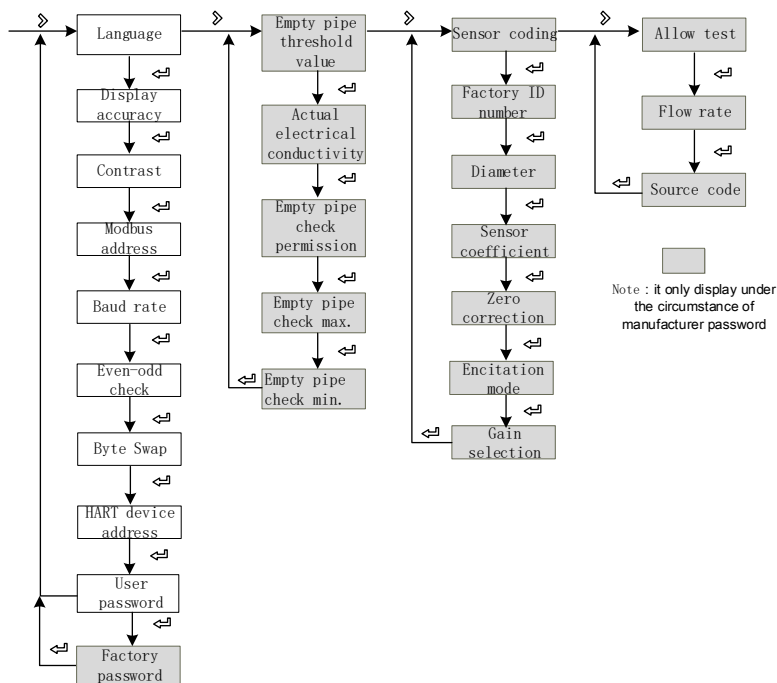 Language
Display
accuracy
Contrast
Modbus
address
Baud rate
Even-odd
check
Byte Swap
HART device
address
User
password
Factory
password
Empty pipe
threshold
value
Actual
electrical
conductivity
Empty pipe
check
permission
Empty pipe
check max.
Empty pipe
check min.
Sensor coding
Factory ID
number
Diameter
Sensor
coefficient
Zero
correction
Encitation
mode
Gain
selection
Allow test
Flow rate
Source code
Note : it only display under
the circumstance of
manufacturer password